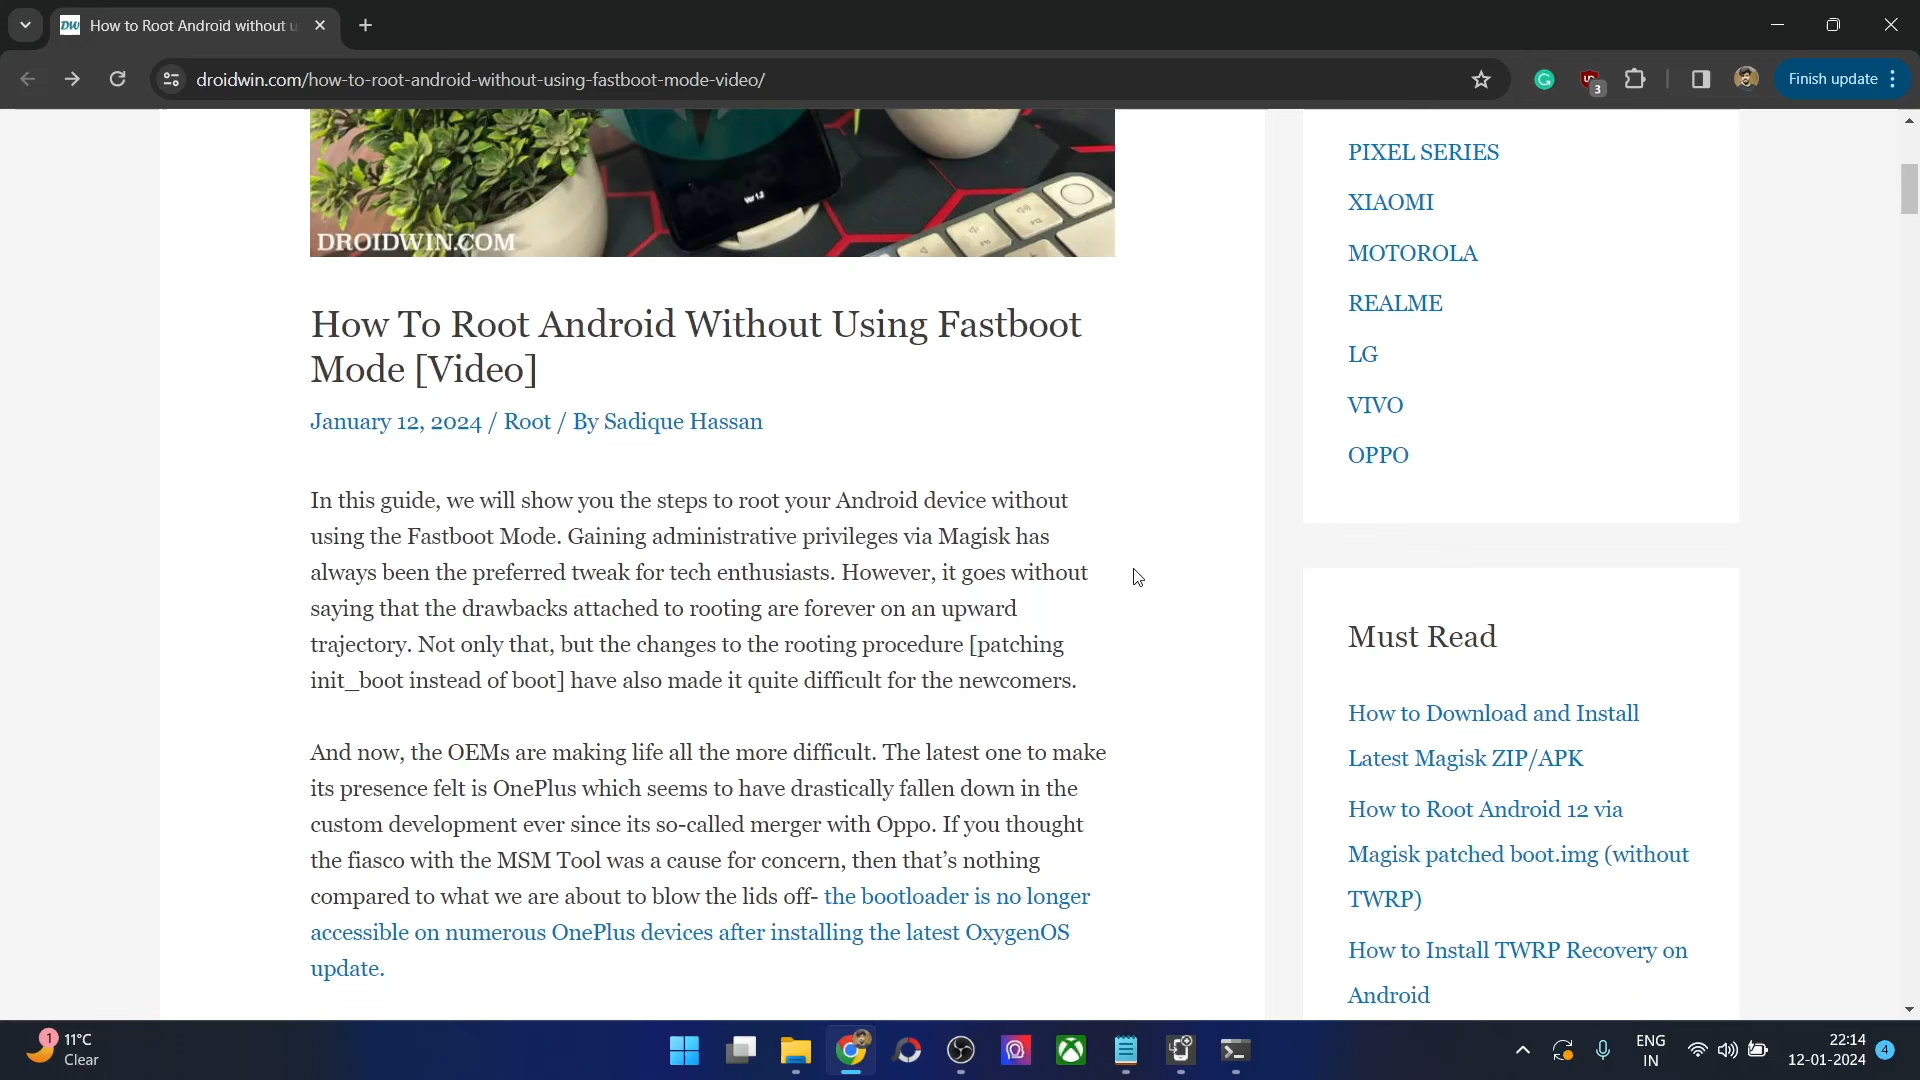 How to Root Android without u
droidwin.com/how-to-root-android-without-using-fastboot-mode-video/
3
Finish update
Ver 1.2
DROIDWIN.COM
How To Root Android Without Using Fastboot
Mode [Video]
January 12, 2024 / Root / By Sadique Hassan
In this guide, we will show you the steps to root your Android device without
using the Fastboot Mode. Gaining administrative privileges via Magisk has
always been the preferred tweak for tech enthusiasts. However, it goes without
saying that the drawbacks attached to rooting are forever on an upward
trajectory. Not only that, but the changes to the rooting procedure [patching
init_boot instead of boot] have also made it quite difficult for the newcomers.
And now, the OEMs are making life all the more difficult. The latest one to make
its presence felt is OnePlus which seems to have drastically fallen down in the
custom development ever since its so-called merger with Oppo. If you thought
the fiasco with the MSM Tool was a cause for concern, then that’s nothing
compared to what we are about to blow the lids off- the bootloader is no longer
accessible on numerous OnePlus devices after installing the latest OxygenOS
update.
PIXEL SERIES
XIAOMI
MOTOROLA
REALME
LG
VIVO
OPPO
Must Read
How to Download and Install
Latest Magisk ZIP/APK
How to Root Android 12 via
Magisk patched boot.img (without
TWRP)
How to Install TWRP Recovery on
Android
1
11°C
Clear
ENG
IN
22:14
12-01-2024
4